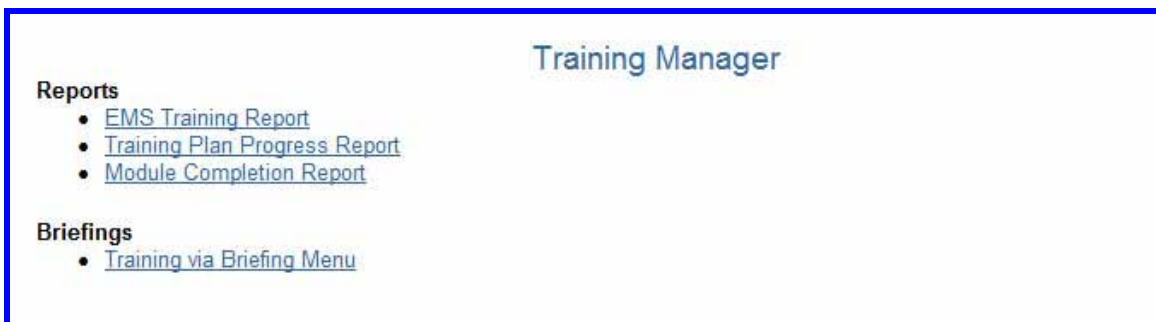 Training Manager
Reports
• EMS Training Report
• Training Plan Progress Report
• Module Completion Report
Briefings
• Training via Briefing Menu